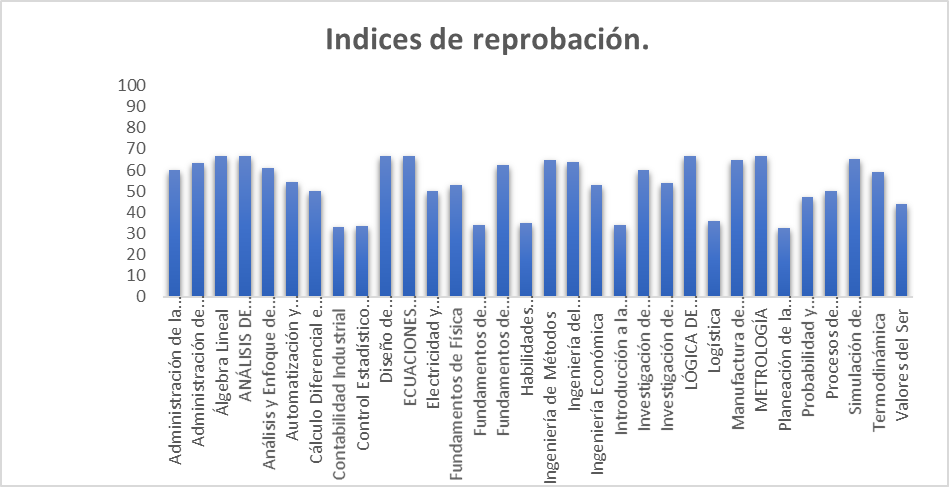 Indices de reprobación.
100
90
80
70
60
50
40
30
20
10
0
Administración de la…
Administración de…
Álgebra Lineal
ANÁLISIS DE…
Análisis y Enfoque de…
Automatización y…
Cálculo Diferencial e…
Contabilidad Industrial
Control Estadístico…
Diseño de…
ECUACIONES…
Electricidad y…
Fundamentos de Física
Fundamentos de…
Fundamentos de…
Habilidades…
Ingeniería de Métodos
Ingeniería del…
Ingeniería Económica
Introducción a la…
Investigación de…
Investigación de…
LÓGICA DE…
Logística
Manufactura de…
METROLOGÍA
Planeación de la…
Probabilidad y…
Procesos de…
Simulación de…
Termodinámica
Valores del Ser